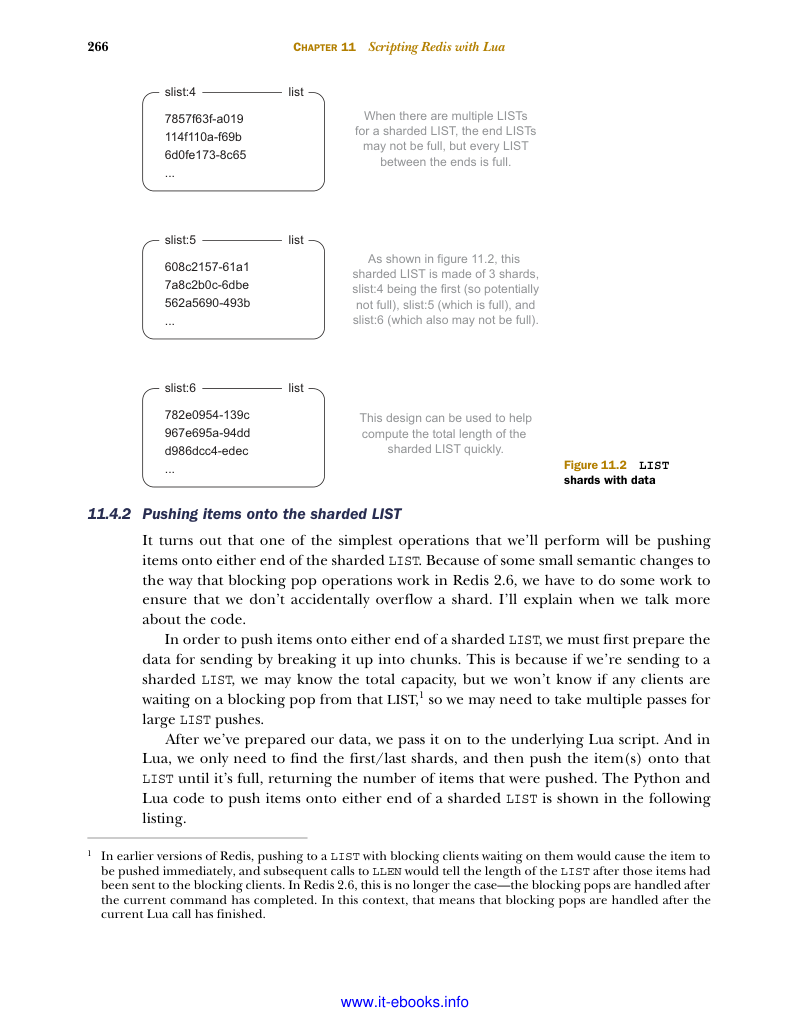 266
CHAPTER 11 Scripting Redis with Lua
slist:4 list
7857f63f-a019
114f110a-f69b
6d0fe173-8c65
...
When there are multiple LISTs
for a sharded LIST, the end LISTs
may not be full, but every LIST
between the ends is full.
slist:5 list
608c2157-61a1
7a8c2b0c-6dbe
562a5690-493b
...
As shown in figure 11.2, this
sharded LIST is made of 3 shards,
slist:4 being the first (so potentially
not full), slist:5 (which is full), and
slist:6 (which also may not be full).
slist:6 list
782e0954-139c
967e695a-94dd
d986dcc4-edec
...
This design can be used to help
compute the total length of the
sharded LIST quickly.
Figure 11.2 LIST
shards with data
11.4.2 Pushing items onto the sharded LIST
It turns out that one of the simplest operations that we'll perform will be pushing
items onto either end of the sharded LIST. Because of some small semantic changes to
the way that blocking pop operations work in Redis 2.6, we have to do some work to
ensure that we don't accidentally overflow a shard. I'll explain when we talk more
about the code.
In order to push items onto either end of a sharded LIST, we must first prepare the
data for sending by breaking it up into chunks. This is because if we're sending to a
sharded LIST, we may know the total capacity, but we won't know if any clients are
waiting on a blocking pop from that LIST,1 so we may need to take multiple passes for
large LIST pushes.
After we've prepared our data, we pass it on to the underlying Lua script. And in
Lua, we only need to find the first/last shards, and then push the item(s) onto that
LIST until it's full, returning the number of items that were pushed. The Python and
Lua code to push items onto either end of a sharded LIST is shown in the following
listing.
1 In earlier versions of Redis, pushing to a LIST with blocking clients waiting on them would cause the item to
be pushed immediately, and subsequent calls to LLEN would tell the length of the LIST after those items had
been sent to the blocking clients. In Redis 2.6, this is no longer the case—the blocking pops are handled after
the current command has completed. In this context, that means that blocking pops are handled after the
current Lua call has finished.
www.it-ebooks.info